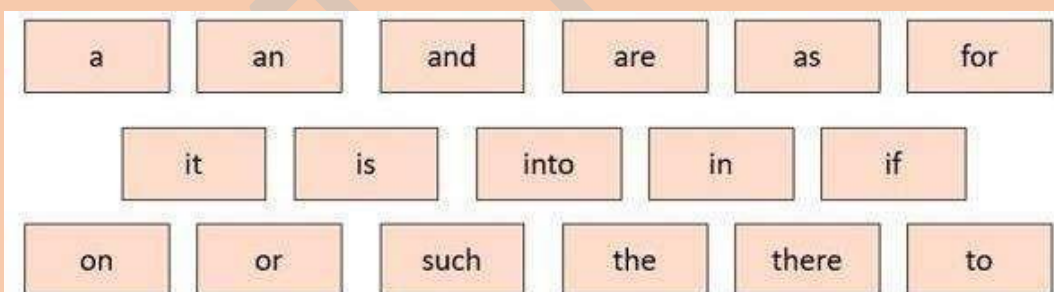 a an and are as for
it is into in if
on or such the there to